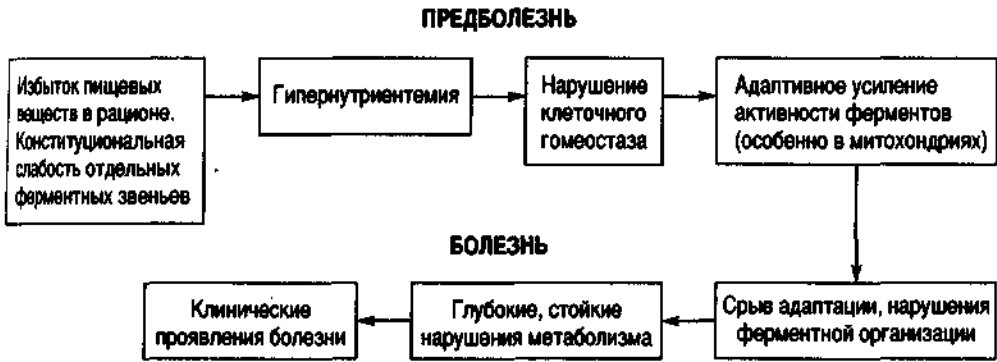 ПРЕДБОЛЕЗНЬ
Избыток пищевых
веществ в рационе.
Конституциональная
слабость отдельных
ферментных звеньев
Гипернутриентемия
Нарушение
клеточного
гомеостаза
Адаптивное усиление
активности ферментов
(особенно в митохондриях)
БОЛЕЗНЬ
Срыв адаптации, нарушения
ферментной организации
Глубокие, стойкие
нарушения метаболизма
Клинические
проявления болезни